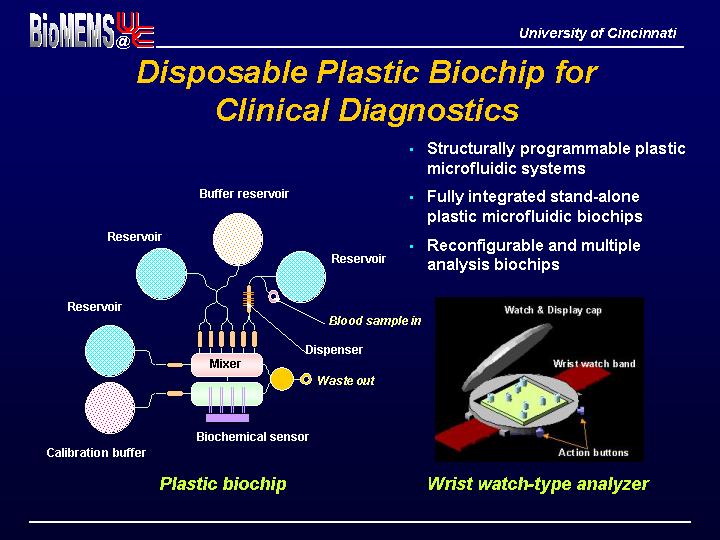 BioMEMS@UC
University of Cincinnati
Disposable Plastic Biochip for
Clinical Diagnostics
• Structurally programmable plastic
microfluidic systems
• Fully integrated stand-alone
plastic microfluidic biochips
• Reconfigurable and multiple
analysis biochips
Buffer reservoir
Reservoir
Reservoir
Reservoir
Blood sample in
Dispenser
Mixer
Waste out
Biochemical sensor
Calibration buffer
Plastic biochip
Watch & Display cap
Wrist watch band
Action buttons
Wrist watch-type analyzer